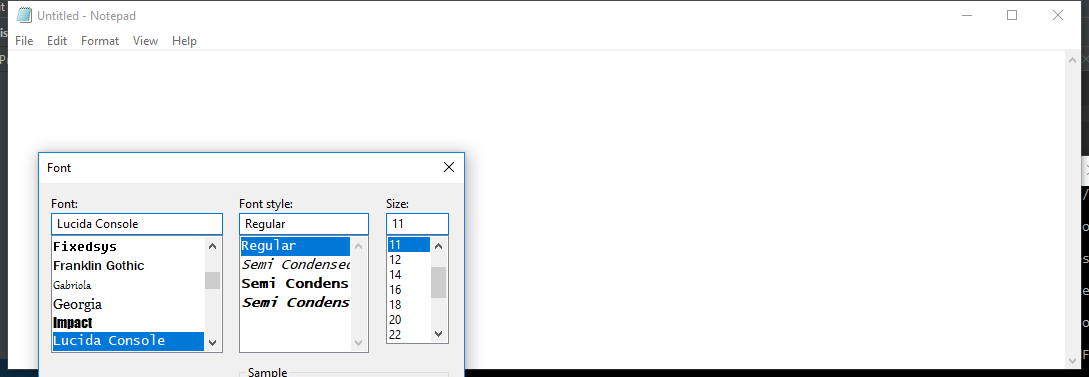 Untitled - Notepad
File Edit Format View Help
Font
Font: Font style: Size:
Lucida Console Regular 11
Fixedsys Regular 11
Franklin Gothic Semi Condensed 12
Gabriola Semi Condens 14
Georgia Semi Condens 16
Impact 18
Lucida Console 20
22
Sample